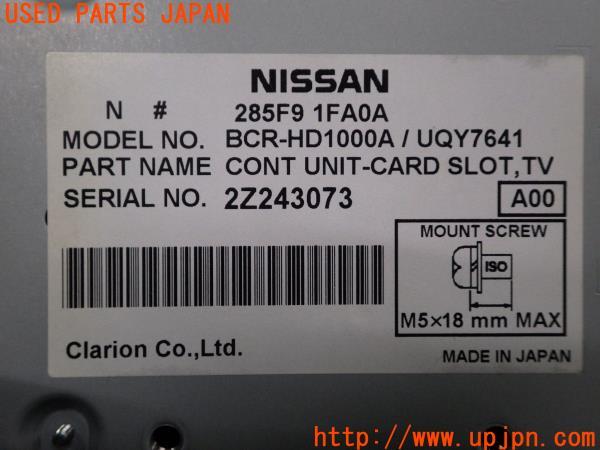 USED PARTS JAPAN
NISSAN
N # 285F9 1FA0A
MODEL NO. BCR-HD1000A / UQY7641
PART NAME CONT UNIT-CARD SLOT,TV
SERIAL NO. 2Z243073 A00
MOUNT SCREW
ISO
M5×18 mm MAX
Clarion Co.,Ltd.
MADE IN JAPAN
http://www.upjpn.com